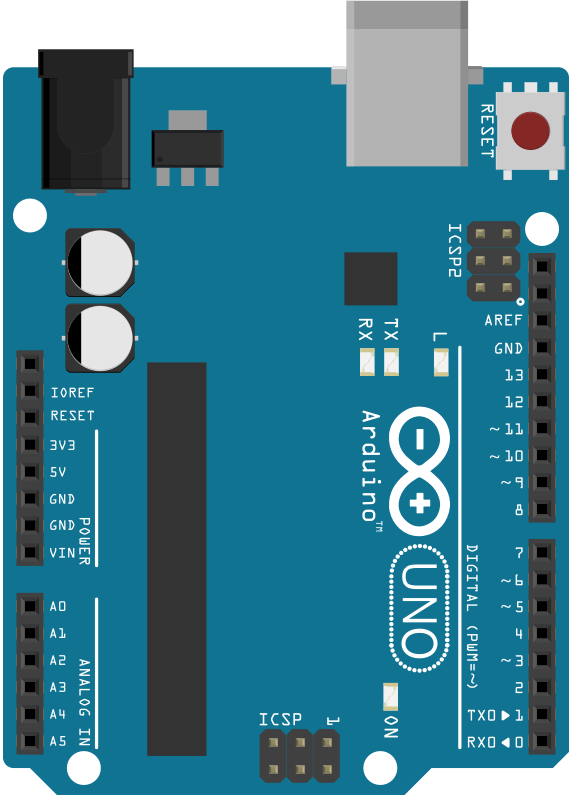 RESET
ICSP2
RX
TX
L
AREF
GND
13
12
~11
~10
~9
8
IOREF
RESET
3V3
5V
GND
GND
VIN
POWER
Arduino™
UNO
7
~6
~5
4
~3
2
TX0▶1
RX0◀0
DIGITAL (PWM=~)
A0
A1
A2
A3
A4
A5
ANALOG IN
ON
ICSP
1